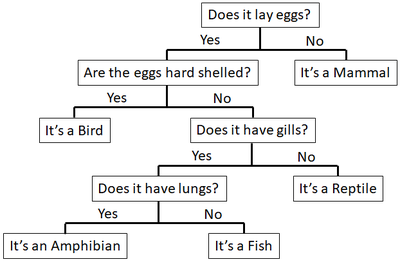 Does it lay eggs?
Yes
No
Are the eggs hard shelled?
It's a Mammal
Yes
No
It's a Bird
Does it have gills?
Yes
No
Does it have lungs?
It's a Reptile
Yes
No
It's an Amphibian
It's a Fish